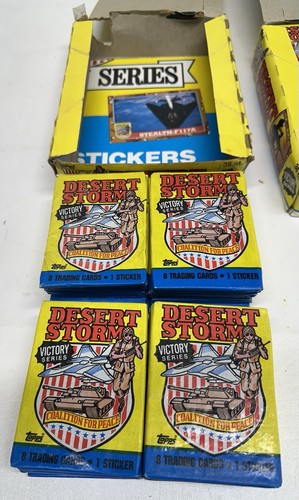 SERIES
STEALTH F117A
STICKERS
DESERT
STORM
VICTORY
SERIES
COALITION FOR PEACE
Topps
8 TRADING CARDS • 1 STICKER
DESERT
STORM
VICTORY
SERIES
COALITION FOR PEACE
Topps
8 TRADING CARDS • 1 STICKER
DESERT
STORM
VICTORY
SERIES
COALITION FOR PEACE
Topps
8 TRADING CARDS • 1 STICKER
DESERT
STORM
VICTORY
SERIES
COALITION FOR PEACE
Topps
8 TRADING CARDS • 1 STICKER